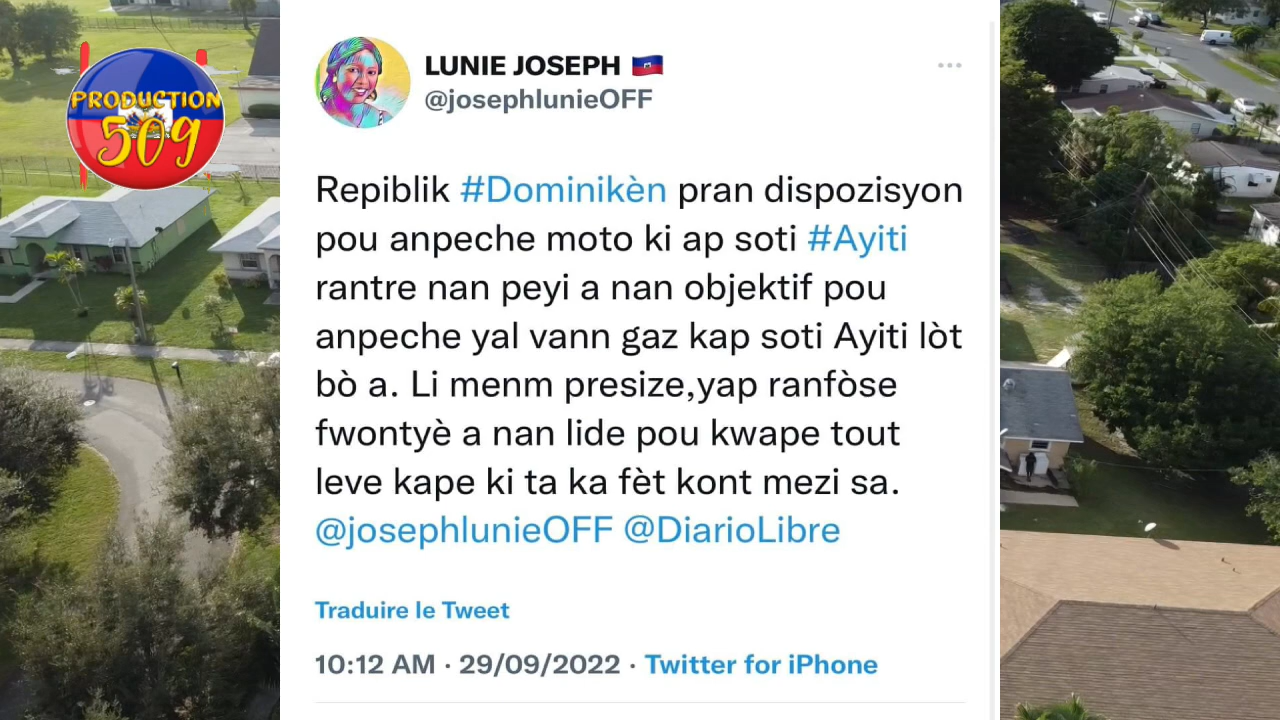 PRODUCTION
509
LUNIE JOSEPH 🇭🇹
@josephlunieOFF
Repiblik #Dominikèn pran dispozisyon
pou anpeche moto ki ap soti #Ayiti
rantre nan peyi a nan objektif pou
anpeche yal vann gaz kap soti Ayiti lòt
bò a. Li menm presize,yap ranfòse
fwontyè a nan lide pou kwape tout
leve kape ki ta ka fèt kont mezi sa.
@josephlunieOFF @DiarioLibre
Traduire le Tweet
10:12 AM · 29/09/2022 · Twitter for iPhone